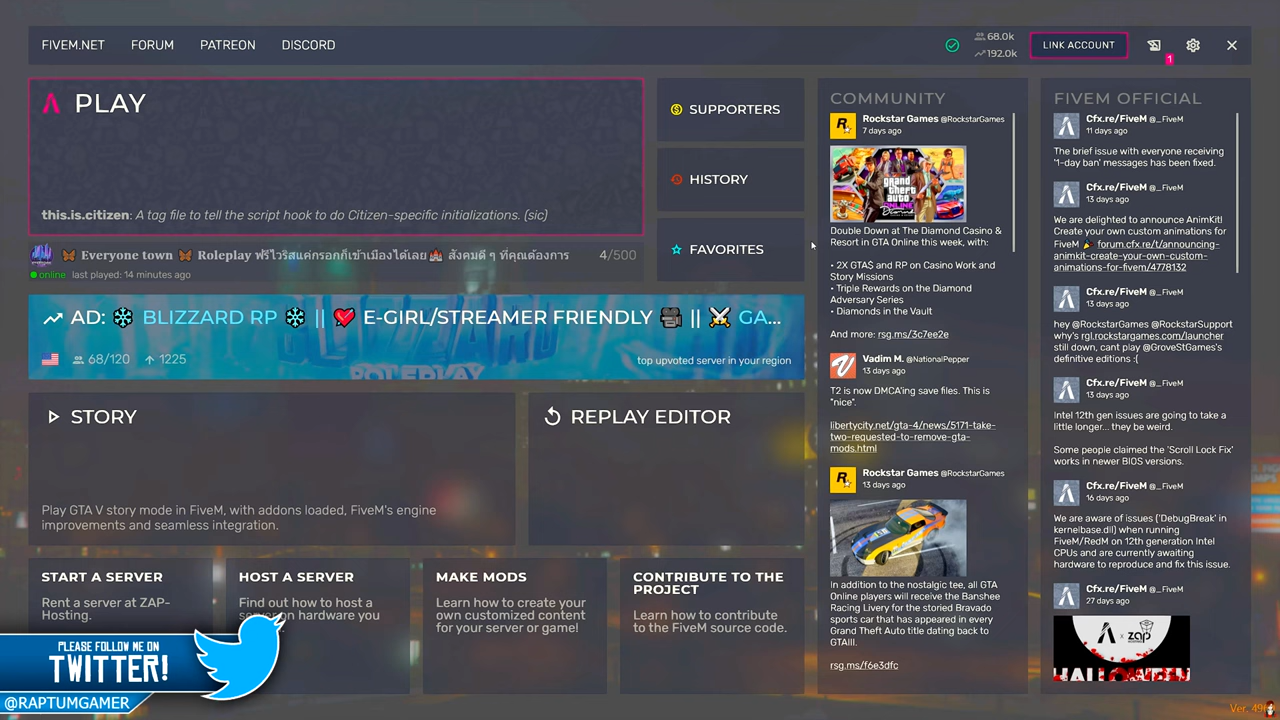 FIVEM.NET FORUM PATREON DISCORD
68.0k
192.0k
LINK ACCOUNT
1
PLAY
this.is.citizen: A tag file to tell the script hook to do Citizen-specific initializations. (sic)
Everyone town 🦋 Roleplay ฟรีไวริสแค่กรอกก็เข้าเมืองได้เลย สังคมดี ๆ ที่คุณต้องการ 4/500
online last played: 14 minutes ago
SUPPORTERS
HISTORY
FAVORITES
AD: ❄ BLIZZARD RP ❄ || E-GIRL/STREAMER FRIENDLY 🎥 || ⚔ GA...
68/120 1225 top upvoted server in your region
STORY
Play GTA V story mode in FiveM, with addons loaded, FiveM's engine
improvements and seamless integration.
REPLAY EDITOR
START A SERVER
Rent a server at ZAP-
Hosting.
HOST A SERVER
Find out how to host a
server on hardware you
MAKE MODS
Learn how to create your
own customized content
for your server or game!
CONTRIBUTE TO THE
PROJECT
Learn how to contribute
to the FiveM source code.
COMMUNITY
Rockstar Games @RockstarGames
7 days ago
grand
theft
auto
ONLINE
Diamond
Double Down at The Diamond Casino &
Resort in GTA Online this week, with:
• 2X GTA$ and RP on Casino Work and
Story Missions
• Triple Rewards on the Diamond
Adversary Series
• Diamonds in the Vault
And more: rsg.ms/3c7ee2e
Vadim M. @NationalPepper
13 days ago
T2 is now DMCA'ing save files. This is
"nice".
libertycity.net/gta-4/news/5171-take-
two-requested-to-remove-gta-
mods.html
Rockstar Games @RockstarGames
13 days ago
In addition to the nostalgic tee, all GTA
Online players will receive the Banshee
Racing Livery for the storied Bravado
sports car that has appeared in every
Grand Theft Auto title dating back to
GTAIII.
rsg.ms/f6e3dfc
FIVEM OFFICIAL
Cfx.re/FiveM @_FiveM
11 days ago
The brief issue with everyone receiving
'1-day ban' messages has been fixed.
Cfx.re/FiveM @_FiveM
13 days ago
We are delighted to announce AnimKit!
Create your own custom animations for
FiveM 🎉 forum.cfx.re/t/announcing-
animkit-create-your-own-custom-
animations-for-fivem/4778132
Cfx.re/FiveM @_FiveM
13 days ago
hey @RockstarGames @RockstarSupport
why's rgl.rockstargames.com/launcher
still down, cant play @GroveStGames's
definitive editions :[
Cfx.re/FiveM @_FiveM
13 days ago
Intel 12th gen issues are going to take a
little longer... they be weird.
Some people claimed the 'Scroll Lock Fix'
works in newer BIOS versions.
Cfx.re/FiveM @_FiveM
16 days ago
We are aware of issues ('DebugBreak' in
kernelbase.dll) when running
FiveM/RedM on 12th generation Intel
CPUs and are currently awaiting
hardware to reproduce and fix this issue.
Cfx.re/FiveM @_FiveM
27 days ago
x zap
HALLOWEEN
PLEASE FOLLOW ME ON
TWITTER!
@RAPTUMGAMER
Ver.